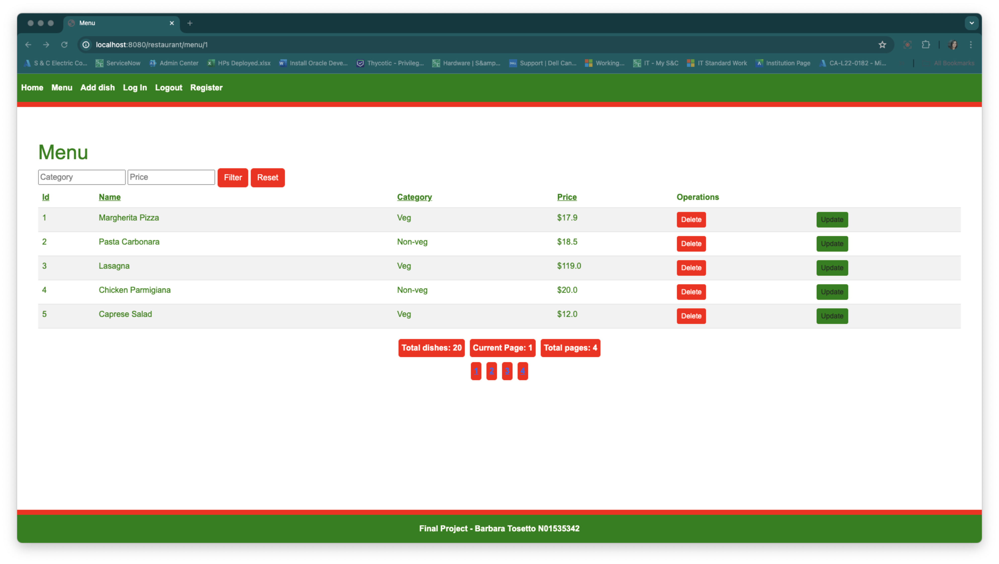 Menu
localhost:8080/restaurant/menu/1
S & C Electric Co... ServiceNow Admin Center HPs Deployed.xlsx Install Oracle Deve... Thycotic - Privileg... Hardware | S&amp... Support | Dell Can... Working... IT - My S&C IT Standard Work Institution Page CA-L22-0182 - Mi... All Bookmarks
Home Menu Add dish Log In Logout Register
Menu
Category Price Filter Reset
Id Name Category Price Operations
1 Margherita Pizza Veg $17.9 Delete Update
2 Pasta Carbonara Non-veg $18.5 Delete Update
3 Lasagna Veg $119.0 Delete Update
4 Chicken Parmigiana Non-veg $20.0 Delete Update
5 Caprese Salad Veg $12.0 Delete Update
Total dishes: 20 Current Page: 1 Total pages: 4
1 2 3 4
Final Project - Barbara Tosetto N01535342